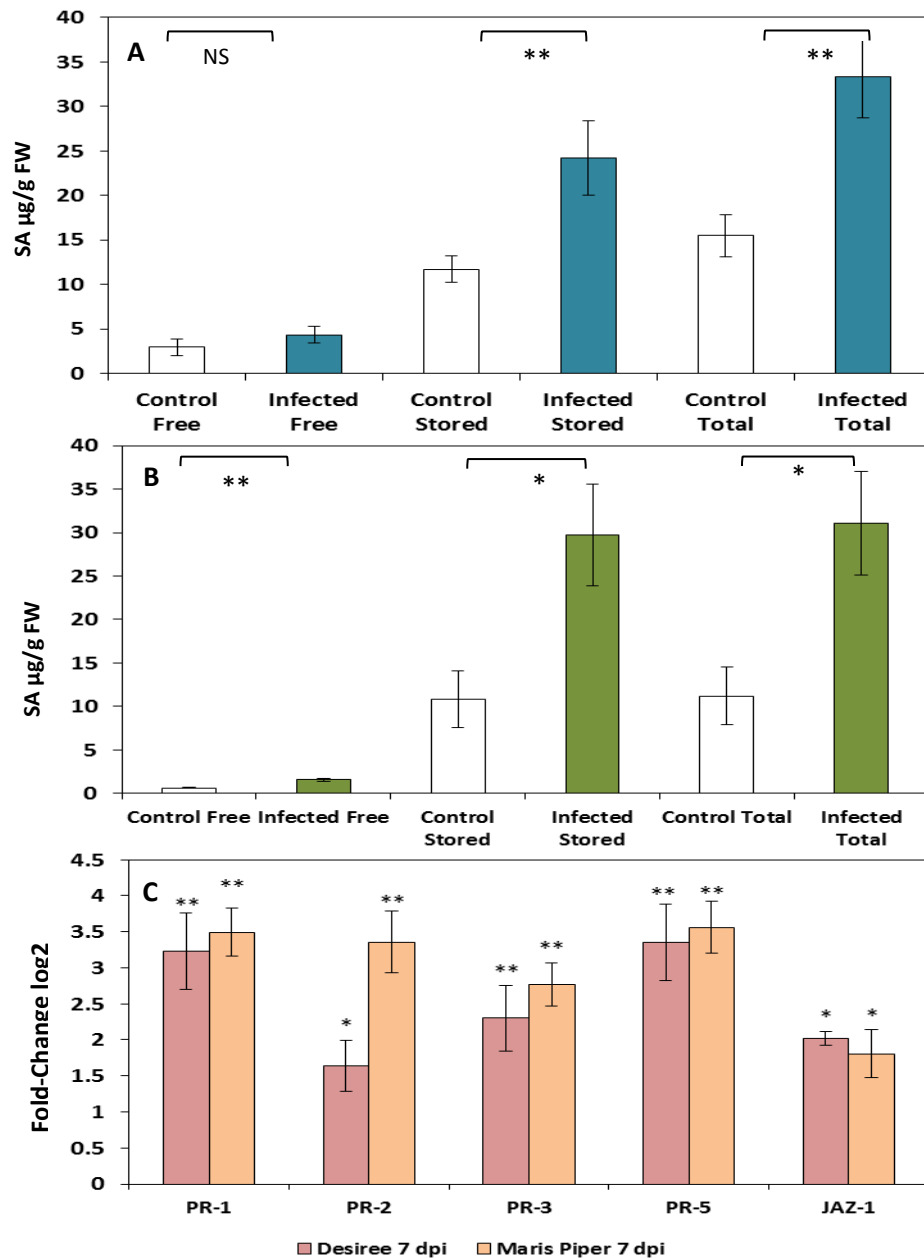 A
40
35
30
25
20
15
10
5
0
SA µg/g FW
NS
**
**
Control Free
Infected Free
Control Stored
Infected Stored
Control Total
Infected Total
B
40
35
30
25
20
15
10
5
0
SA µg/g FW
**
*
*
Control Free
Infected Free
Control Stored
Infected Stored
Control Total
Infected Total
C
4.5
4
3.5
3
2.5
2
1.5
1
0.5
0
Fold-Change log2
**
**
*
**
**
**
**
**
*
*
PR-1
PR-2
PR-3
PR-5
JAZ-1
Desiree 7 dpi
Maris Piper 7 dpi